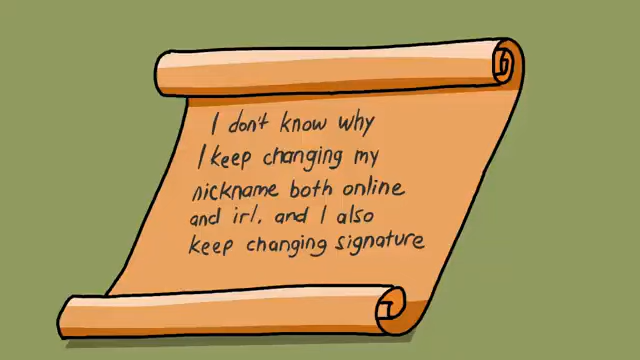 I don't know why
I keep changing my
nickname both online
and irl. and I also
keep changing signature